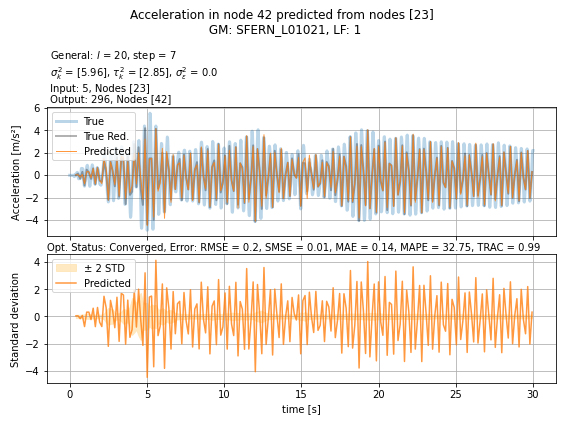 Acceleration in node 42 predicted from nodes [23]
GM: SFERN_L01021, LF: 1
General: l = 20, step = 7
σ²ₖ = [5.96], τ²ₖ = [2.85], σ²_ε = 0.0
Input: 5, Nodes [23]
Output: 296, Nodes [42]
Acceleration [m/s²]
6
4
2
0
−2
−4
True
True Red.
Predicted
Opt. Status: Converged, Error: RMSE = 0.2, SMSE = 0.01, MAE = 0.14, MAPE = 32.75, TRAC = 0.99
Standard deviation
4
2
0
−2
−4
± 2 STD
Predicted
0 5 10 15 20 25 30
time [s]